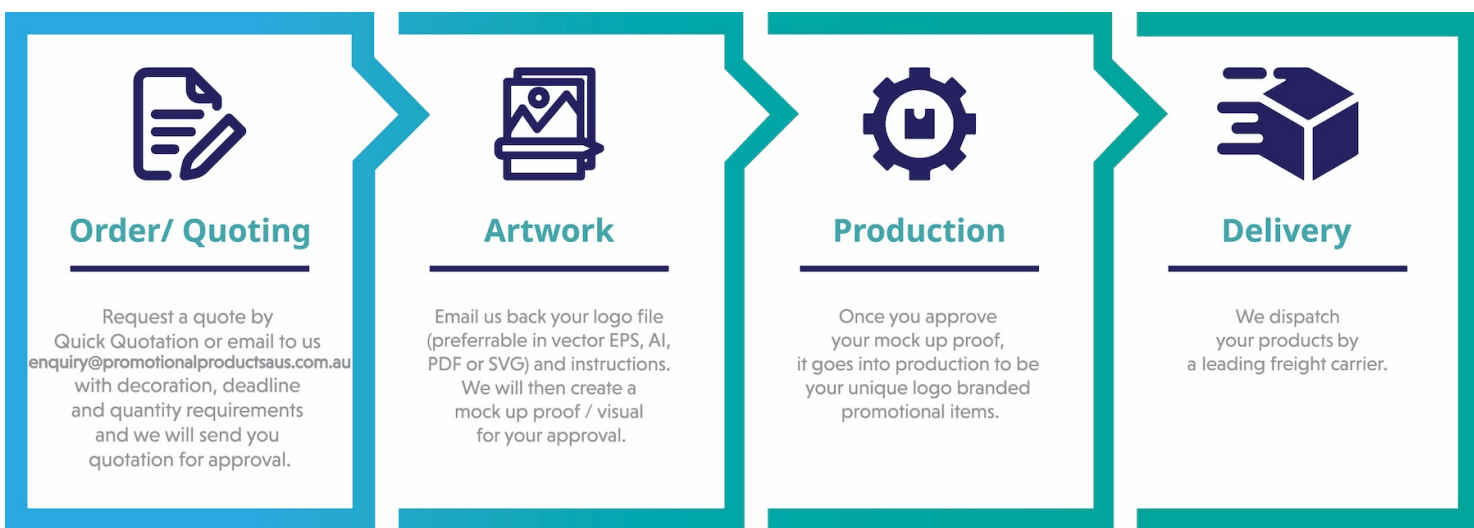 Order/ Quoting
Request a quote by
Quick Quotation or email to us
enquiry@promotionalproductsaus.com.au
with decoration, deadline
and quantity requirements
and we will send you
quotation for approval.
Artwork
Email us back your logo file
(preferrable in vector EPS, AI,
PDF or SVG) and instructions.
We will then create a
mock up proof / visual
for your approval.
Production
Once you approve
your mock up proof,
it goes into production to be
your unique logo branded
promotional items.
Delivery
We dispatch
your products by
a leading freight carrier.